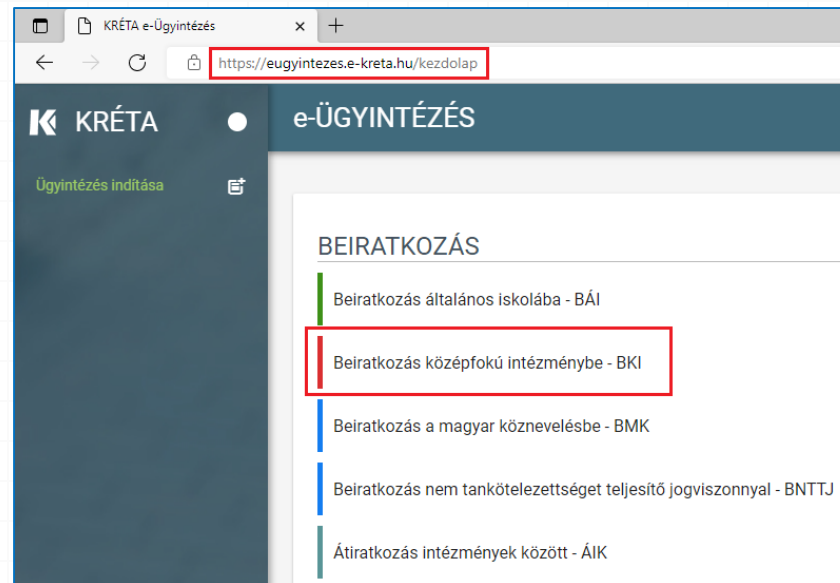 KRÉTA e-Ügyintézés
https://eugyintezes.e-kreta.hu/kezdolap
KRÉTA
e-ÜGYINTÉZÉS
Ügyintézés indítása
BEIRATKOZÁS
Beiratkozás általános iskolába - BÁI
Beiratkozás középfokú intézménybe - BKI
Beiratkozás a magyar köznevelésbe - BMK
Beiratkozás nem tankötelezettséget teljesítő jogviszonnyal - BNTTJ
Átiratkozás intézmények között - ÁIK